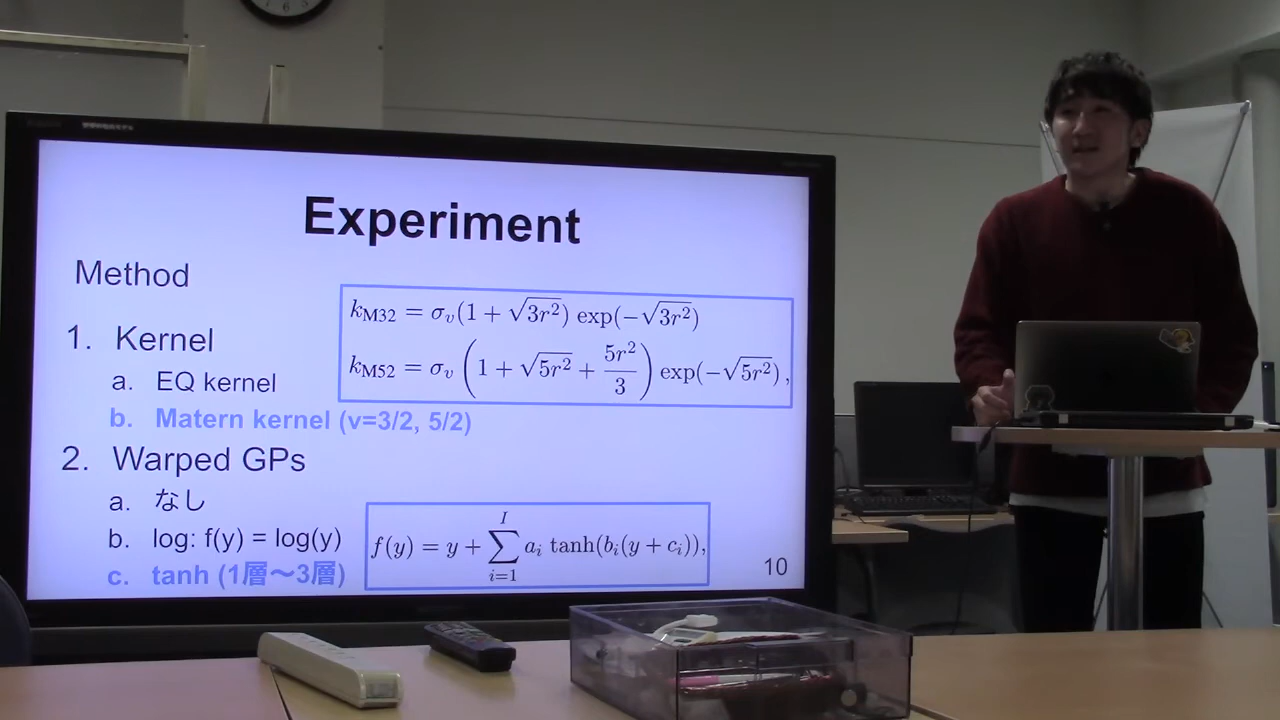 Experiment
Method
1. Kernel
a. EQ kernel
b. Matern kernel (v=3/2, 5/2)
k_M32 = σ_v(1 + √3r²) exp(−√3r²)
k_M52 = σ_v (1 + √5r² + 5r²/3) exp(−√5r²),
2. Warped GPs
a. なし
b. log: f(y) = log(y)
c. tanh (1層〜3層)
f(y) = y + ∑_{i=1}^{I} a_i tanh(b_i(y + c_i)),
10